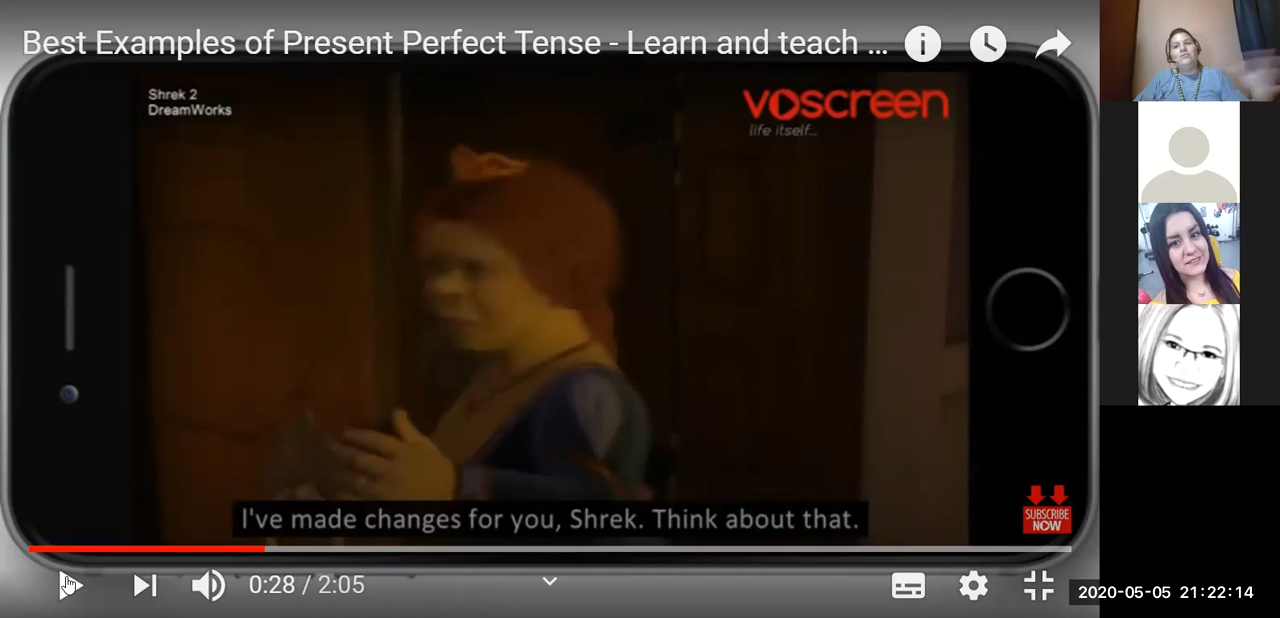 Best Examples of Present Perfect Tense - Learn and teach ...
Shrek 2
DreamWorks
voscreen
life itself...
I've made changes for you, Shrek. Think about that.
SUBSCRIBE
NOW
0:28 / 2:05
2020-05-05 21:22:14